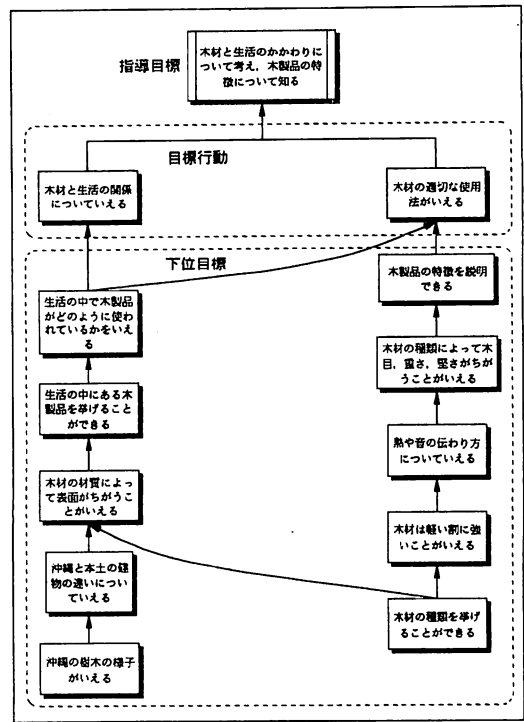 指導目標
木材と生活のかかわりに
ついて考え，木製品の特
徴について知る
目標行動
木材と生活の関係
についていえる
木材の適切な使用
法がいえる
下位目標
生活の中で木製品
がどのように使わ
れているかをいえ
る
木製品の特徴を説明
できる
木材の種類によって木
目，重さ，堅さがちが
うことがいえる
生活の中にある木
製品を挙げること
ができる
熱や音の伝わり方
についていえる
木材の材質によっ
て表面がちがうこ
とがいえる
木材は軽い割に強
いことがいえる
沖縄と本土の建
物の違いについ
ていえる
木材の種類を挙げ
ることができる
沖縄の樹木の様子
がいえる